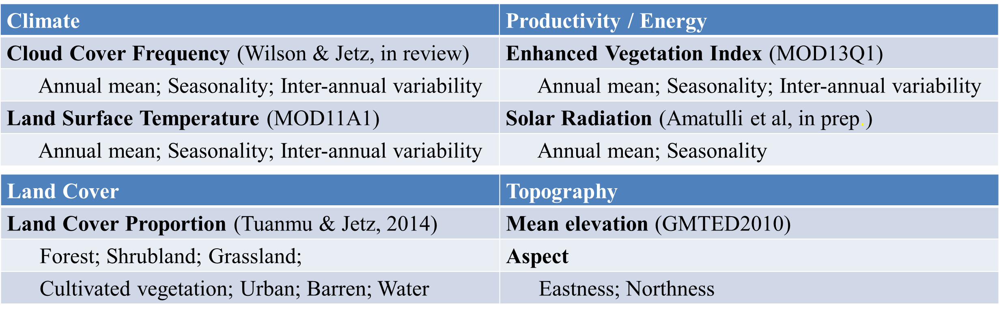 Climate
Productivity / Energy
Cloud Cover Frequency (Wilson & Jetz, in review)
Enhanced Vegetation Index (MOD13Q1)
Annual mean; Seasonality; Inter-annual variability
Annual mean; Seasonality; Inter-annual variability
Land Surface Temperature (MOD11A1)
Solar Radiation (Amatulli et al, in prep.)
Annual mean; Seasonality; Inter-annual variability
Annual mean; Seasonality
Land Cover
Topography
Land Cover Proportion (Tuanmu & Jetz, 2014)
Mean elevation (GMTED2010)
Forest; Shrubland; Grassland;
Aspect
Cultivated vegetation; Urban; Barren; Water
Eastness; Northness